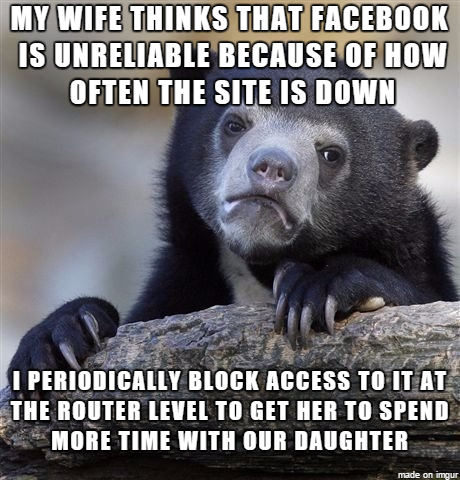 MY WIFE THINKS THAT FACEBOOK
IS UNRELIABLE BECAUSE OF HOW
OFTEN THE SITE IS DOWN
I PERIODICALLY BLOCK ACCESS TO IT AT
THE ROUTER LEVEL TO GET HER TO SPEND
MORE TIME WITH OUR DAUGHTER
made on imgur